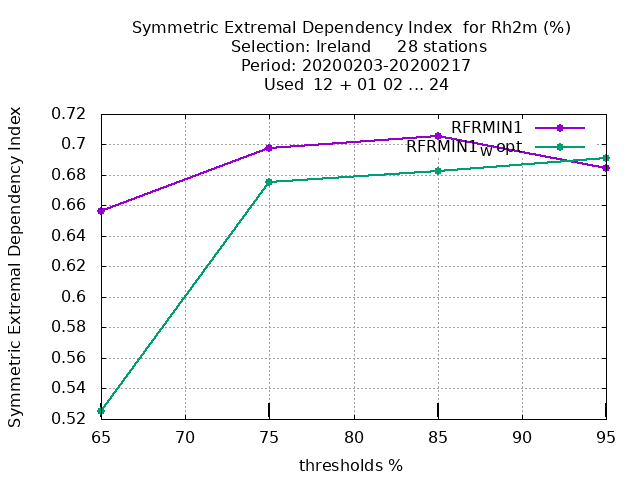 Symmetric Extremal Dependency Index  for Rh2m (%)
Selection: Ireland     28 stations
Period: 20200203-20200217
Used  12 + 01 02 ... 24
Symmetric Extremal Dependency Index
0.72
0.7
0.68
0.66
0.64
0.62
0.6
0.58
0.56
0.54
0.52
RFRMIN1
RFRMIN1wopt
65 70 75 80 85 90 95
thresholds %